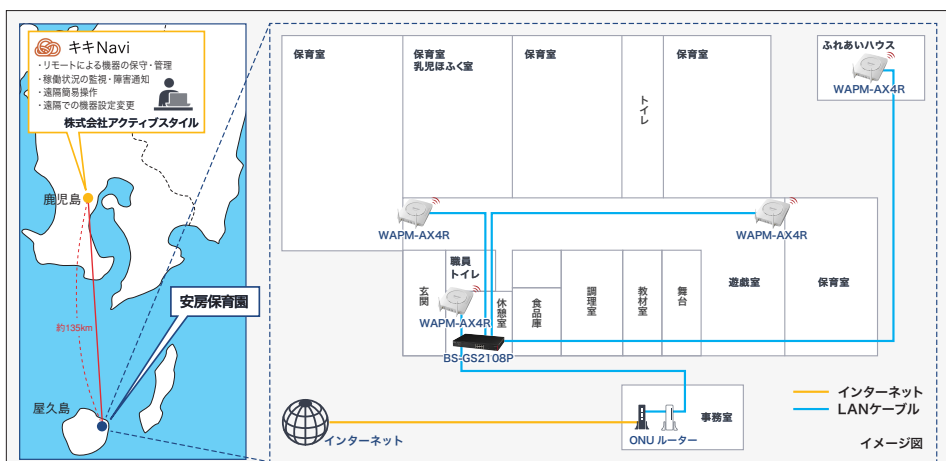 キキNavi
・リモートによる機器の保守・管理
・稼働状況の監視・障害通知
・遠隔簡易操作
・遠隔での機器設定変更
株式会社アクティブスタイル
鹿児島
安房保育園
約135km
屋久島
保育室
保育室
乳児ほふく室
保育室
トイレ
保育室
ふれあいハウス
WAPM-AX4R
WAPM-AX4R
WAPM-AX4R
玄関
職員
トイレ
WAPM-AX4R
休憩室
食品庫
調理室
教材室
舞台
遊戯室
保育室
BS-GS2108P
インターネット
ONU ルーター
事務室
インターネット
LANケーブル
イメージ図